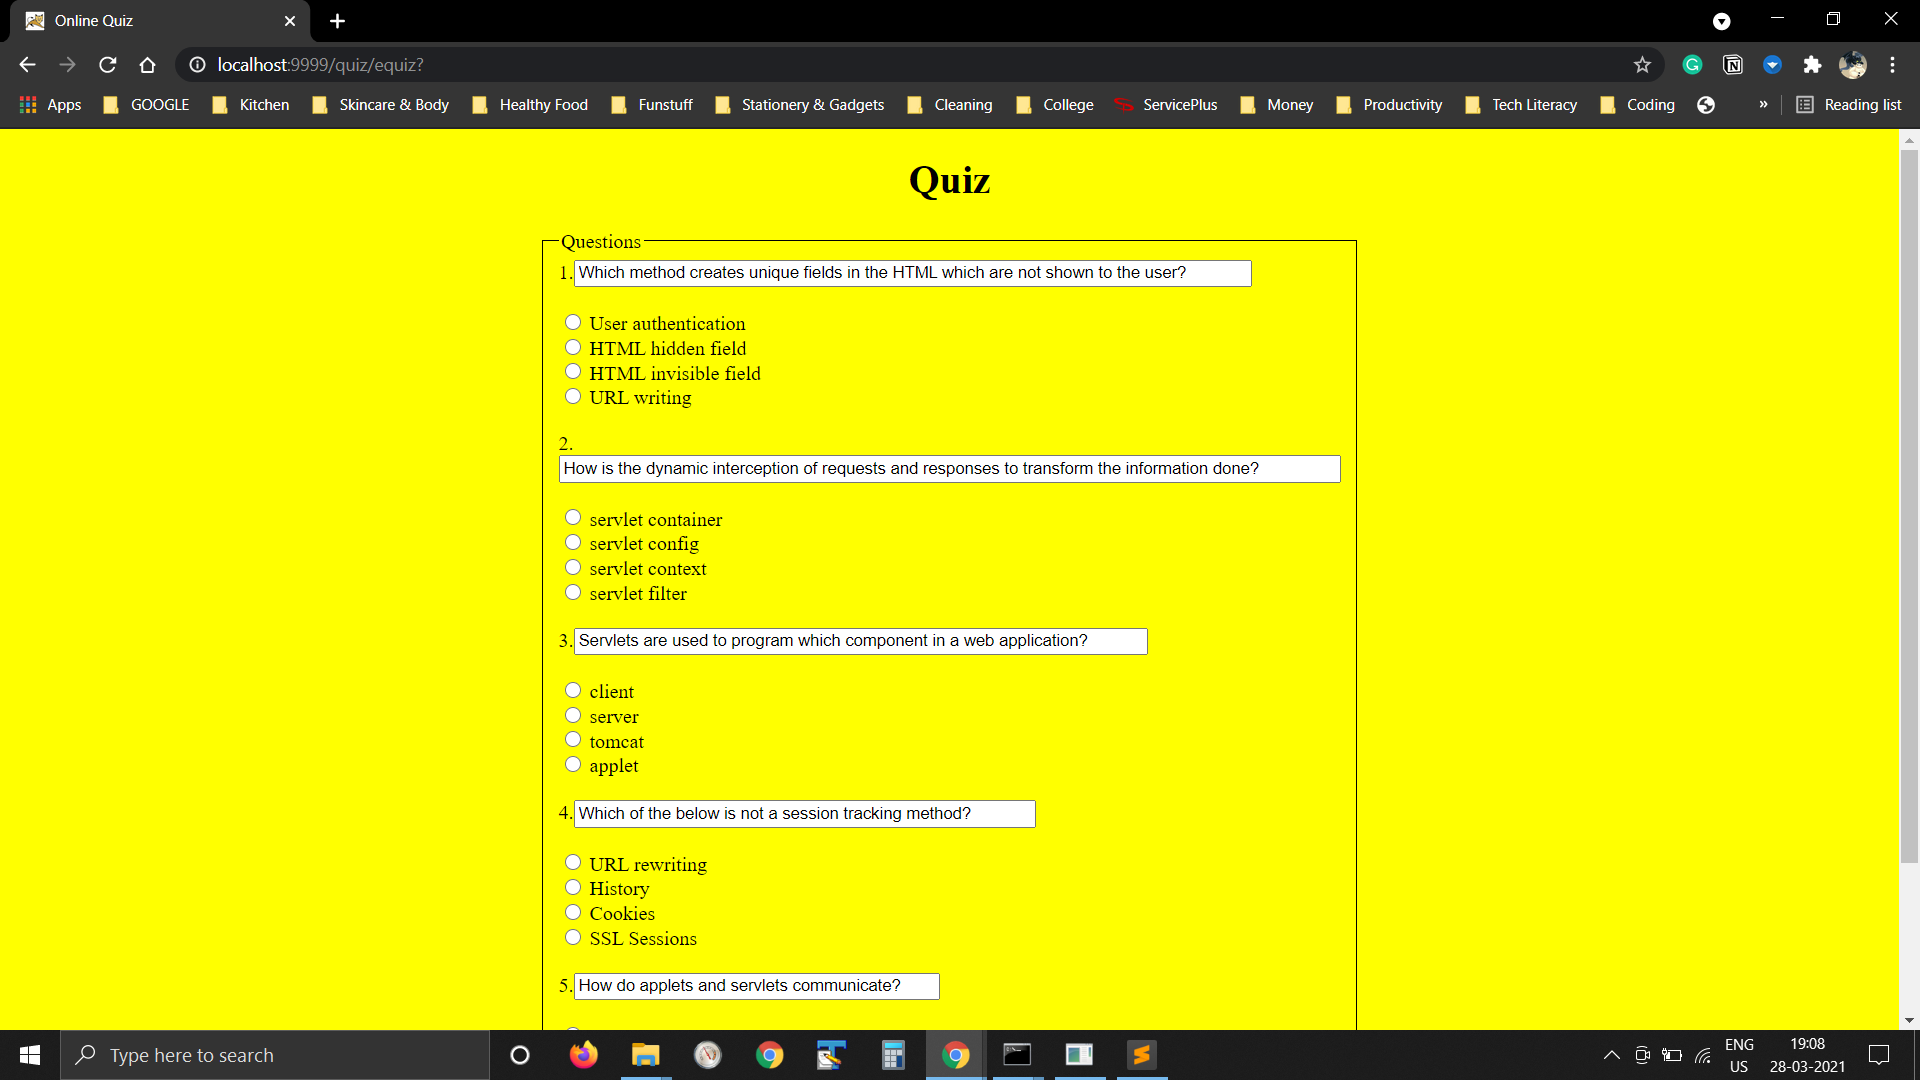 Online Quiz
localhost:9999/quiz/equiz?
Apps GOOGLE Kitchen Skincare & Body Healthy Food Funstuff Stationery & Gadgets Cleaning College ServicePlus Money Productivity Tech Literacy Coding » Reading list
Quiz
Questions
1. Which method creates unique fields in the HTML which are not shown to the user?
User authentication
HTML hidden field
HTML invisible field
URL writing
2.
How is the dynamic interception of requests and responses to transform the information done?
servlet container
servlet config
servlet context
servlet filter
3. Servlets are used to program which component in a web application?
client
server
tomcat
applet
4. Which of the below is not a session tracking method?
URL rewriting
History
Cookies
SSL Sessions
5. How do applets and servlets communicate?
Type here to search
ENG
US
19:08
28-03-2021